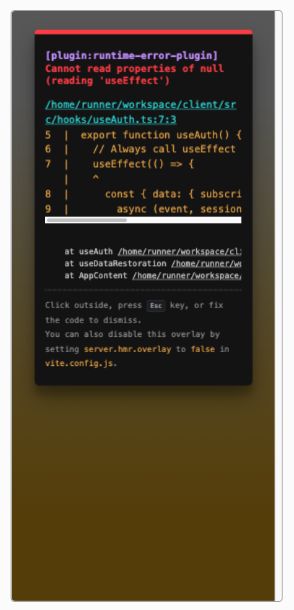 [plugin:runtime-error-plugin]
Cannot read properties of null
(reading 'useEffect')
/home/runner/workspace/client/sr
c/hooks/useAuth.ts:7:3
5 | export function useAuth() {
6 | // Always call useEffect
7 | useEffect(() => {
| ^
8 | const { data: { subscri
9 | async (event, session
at useAuth /home/runner/workspace/cli
at useDataRestoration /home/runner/wo
at AppContent /home/runner/workspace/
Click outside, press Esc key, or fix
the code to dismiss.
You can also disable this overlay by
setting server.hmr.overlay to false in
vite.config.js.